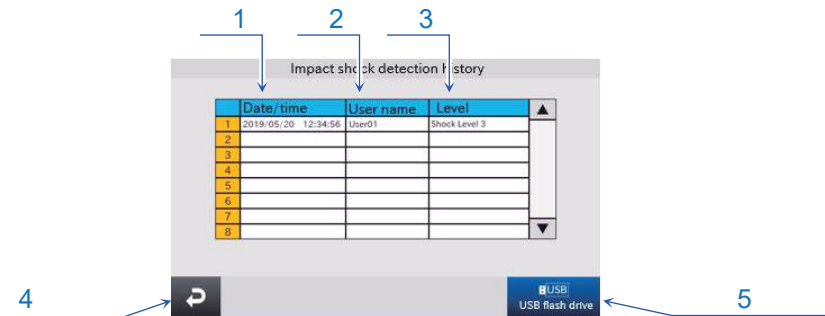 1 2 3
Impact shock detection history
Date/time User name Level
1 2019/05/20 12:34:56 User01 Shock Level 3
2
3
4
5
6
7
8
4 USB 5
USB flash drive